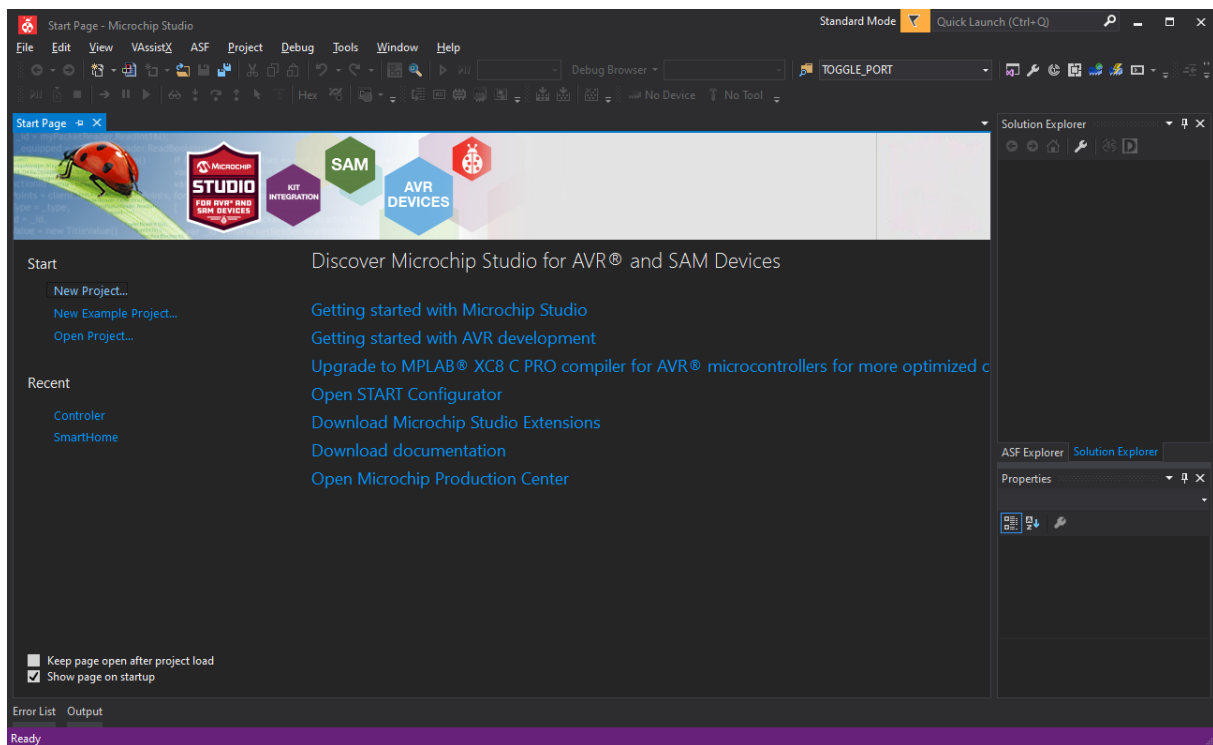 Start Page - Microchip Studio
Standard Mode
Quick Launch (Ctrl+Q)
File Edit View VAssistX ASF Project Debug Tools Window Help
Debug Browser
TOGGLE_PORT
Hex
No Device
No Tool
Start Page
MICROCHIP
STUDIO
FOR AVR® AND
SAM DEVICES
KIT
INTEGRATION
SAM
AVR
DEVICES
Start
New Project...
New Example Project...
Open Project...
Recent
Controler
SmartHome
Discover Microchip Studio for AVR® and SAM Devices
Getting started with Microchip Studio
Getting started with AVR development
Upgrade to MPLAB® XC8 C PRO compiler for AVR® microcontrollers for more optimized c
Open START Configurator
Download Microchip Studio Extensions
Download documentation
Open Microchip Production Center
Keep page open after project load
Show page on startup
Solution Explorer
ASF Explorer Solution Explorer
Properties
Error List Output
Ready